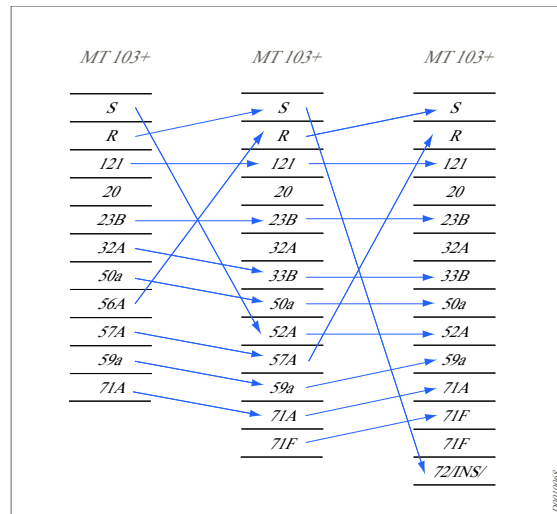 MT 103+ MT 103+ MT 103+
S S S
R R R
121 121 121
20 20 20
23B 23B 23B
32A 32A 32A
50a 33B 33B
56A 50a 50a
57A 52A 52A
59a 57A 59a
71A 59a 71A
71A 71F
71F 71F
72/INS/
D0010068